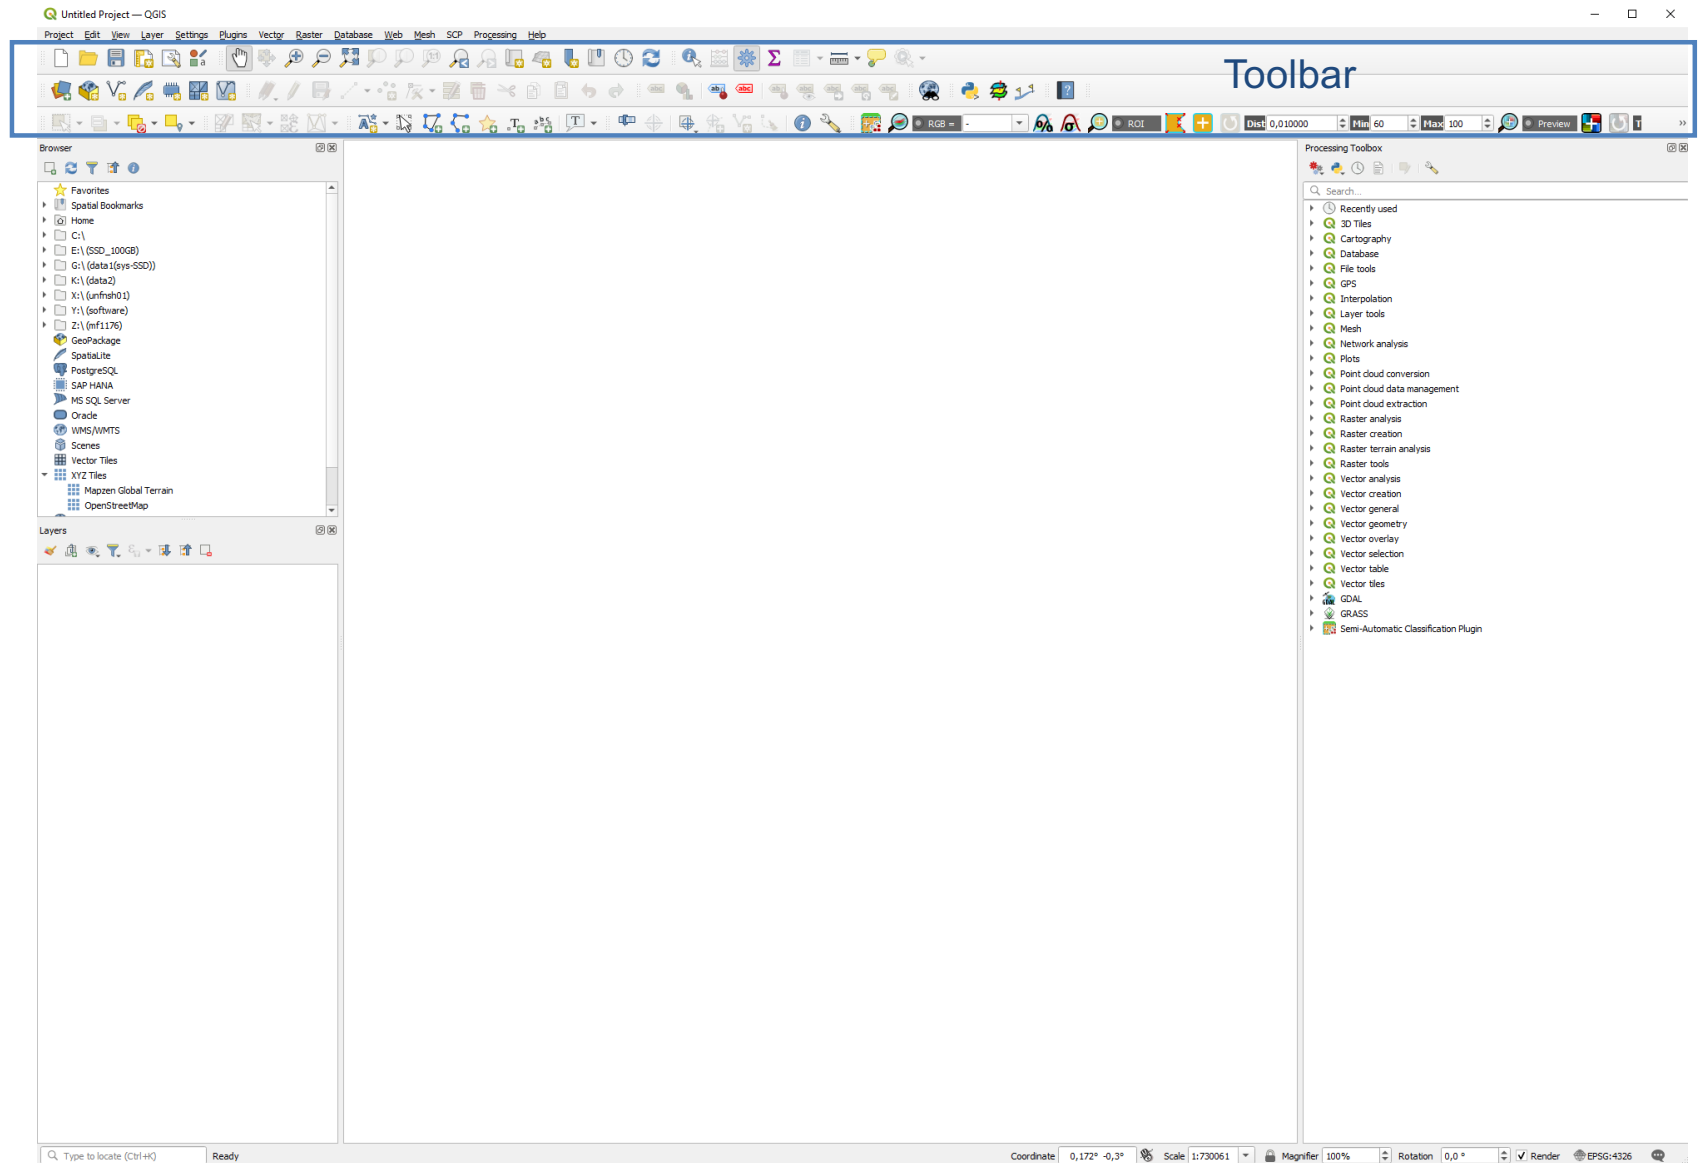 Untitled Project — QGIS
Project Edit View Layer Settings Plugins Vector Raster Database Web Mesh SCP Processing Help
Toolbar
RGB = - ROI Dist 0,010000 Min 60 Max 100 Preview T
Browser
Favorites
Spatial Bookmarks
Home
C:\
E:\ (SSD_100GB)
G:\ (data1(sys-SSD))
K:\ (data2)
X:\ (unfnsh01)
Y:\ (software)
Z:\ (mf1176)
GeoPackage
SpatiaLite
PostgreSQL
SAP HANA
MS SQL Server
Oracle
WMS/WMTS
Scenes
Vector Tiles
XYZ Tiles
Mapzen Global Terrain
OpenStreetMap
Layers
Processing Toolbox
Search...
Recently used
3D Tiles
Cartography
Database
File tools
GPS
Interpolation
Layer tools
Mesh
Network analysis
Plots
Point cloud conversion
Point cloud data management
Point cloud extraction
Raster analysis
Raster creation
Raster terrain analysis
Raster tools
Vector analysis
Vector creation
Vector general
Vector geometry
Vector overlay
Vector selection
Vector table
Vector tiles
GDAL
GRASS
Semi-Automatic Classification Plugin
Type to locate (Ctrl+K) Ready Coordinate 0,172° -0,3° Scale 1:730061 Magnifier 100% Rotation 0,0 ° Render EPSG:4326